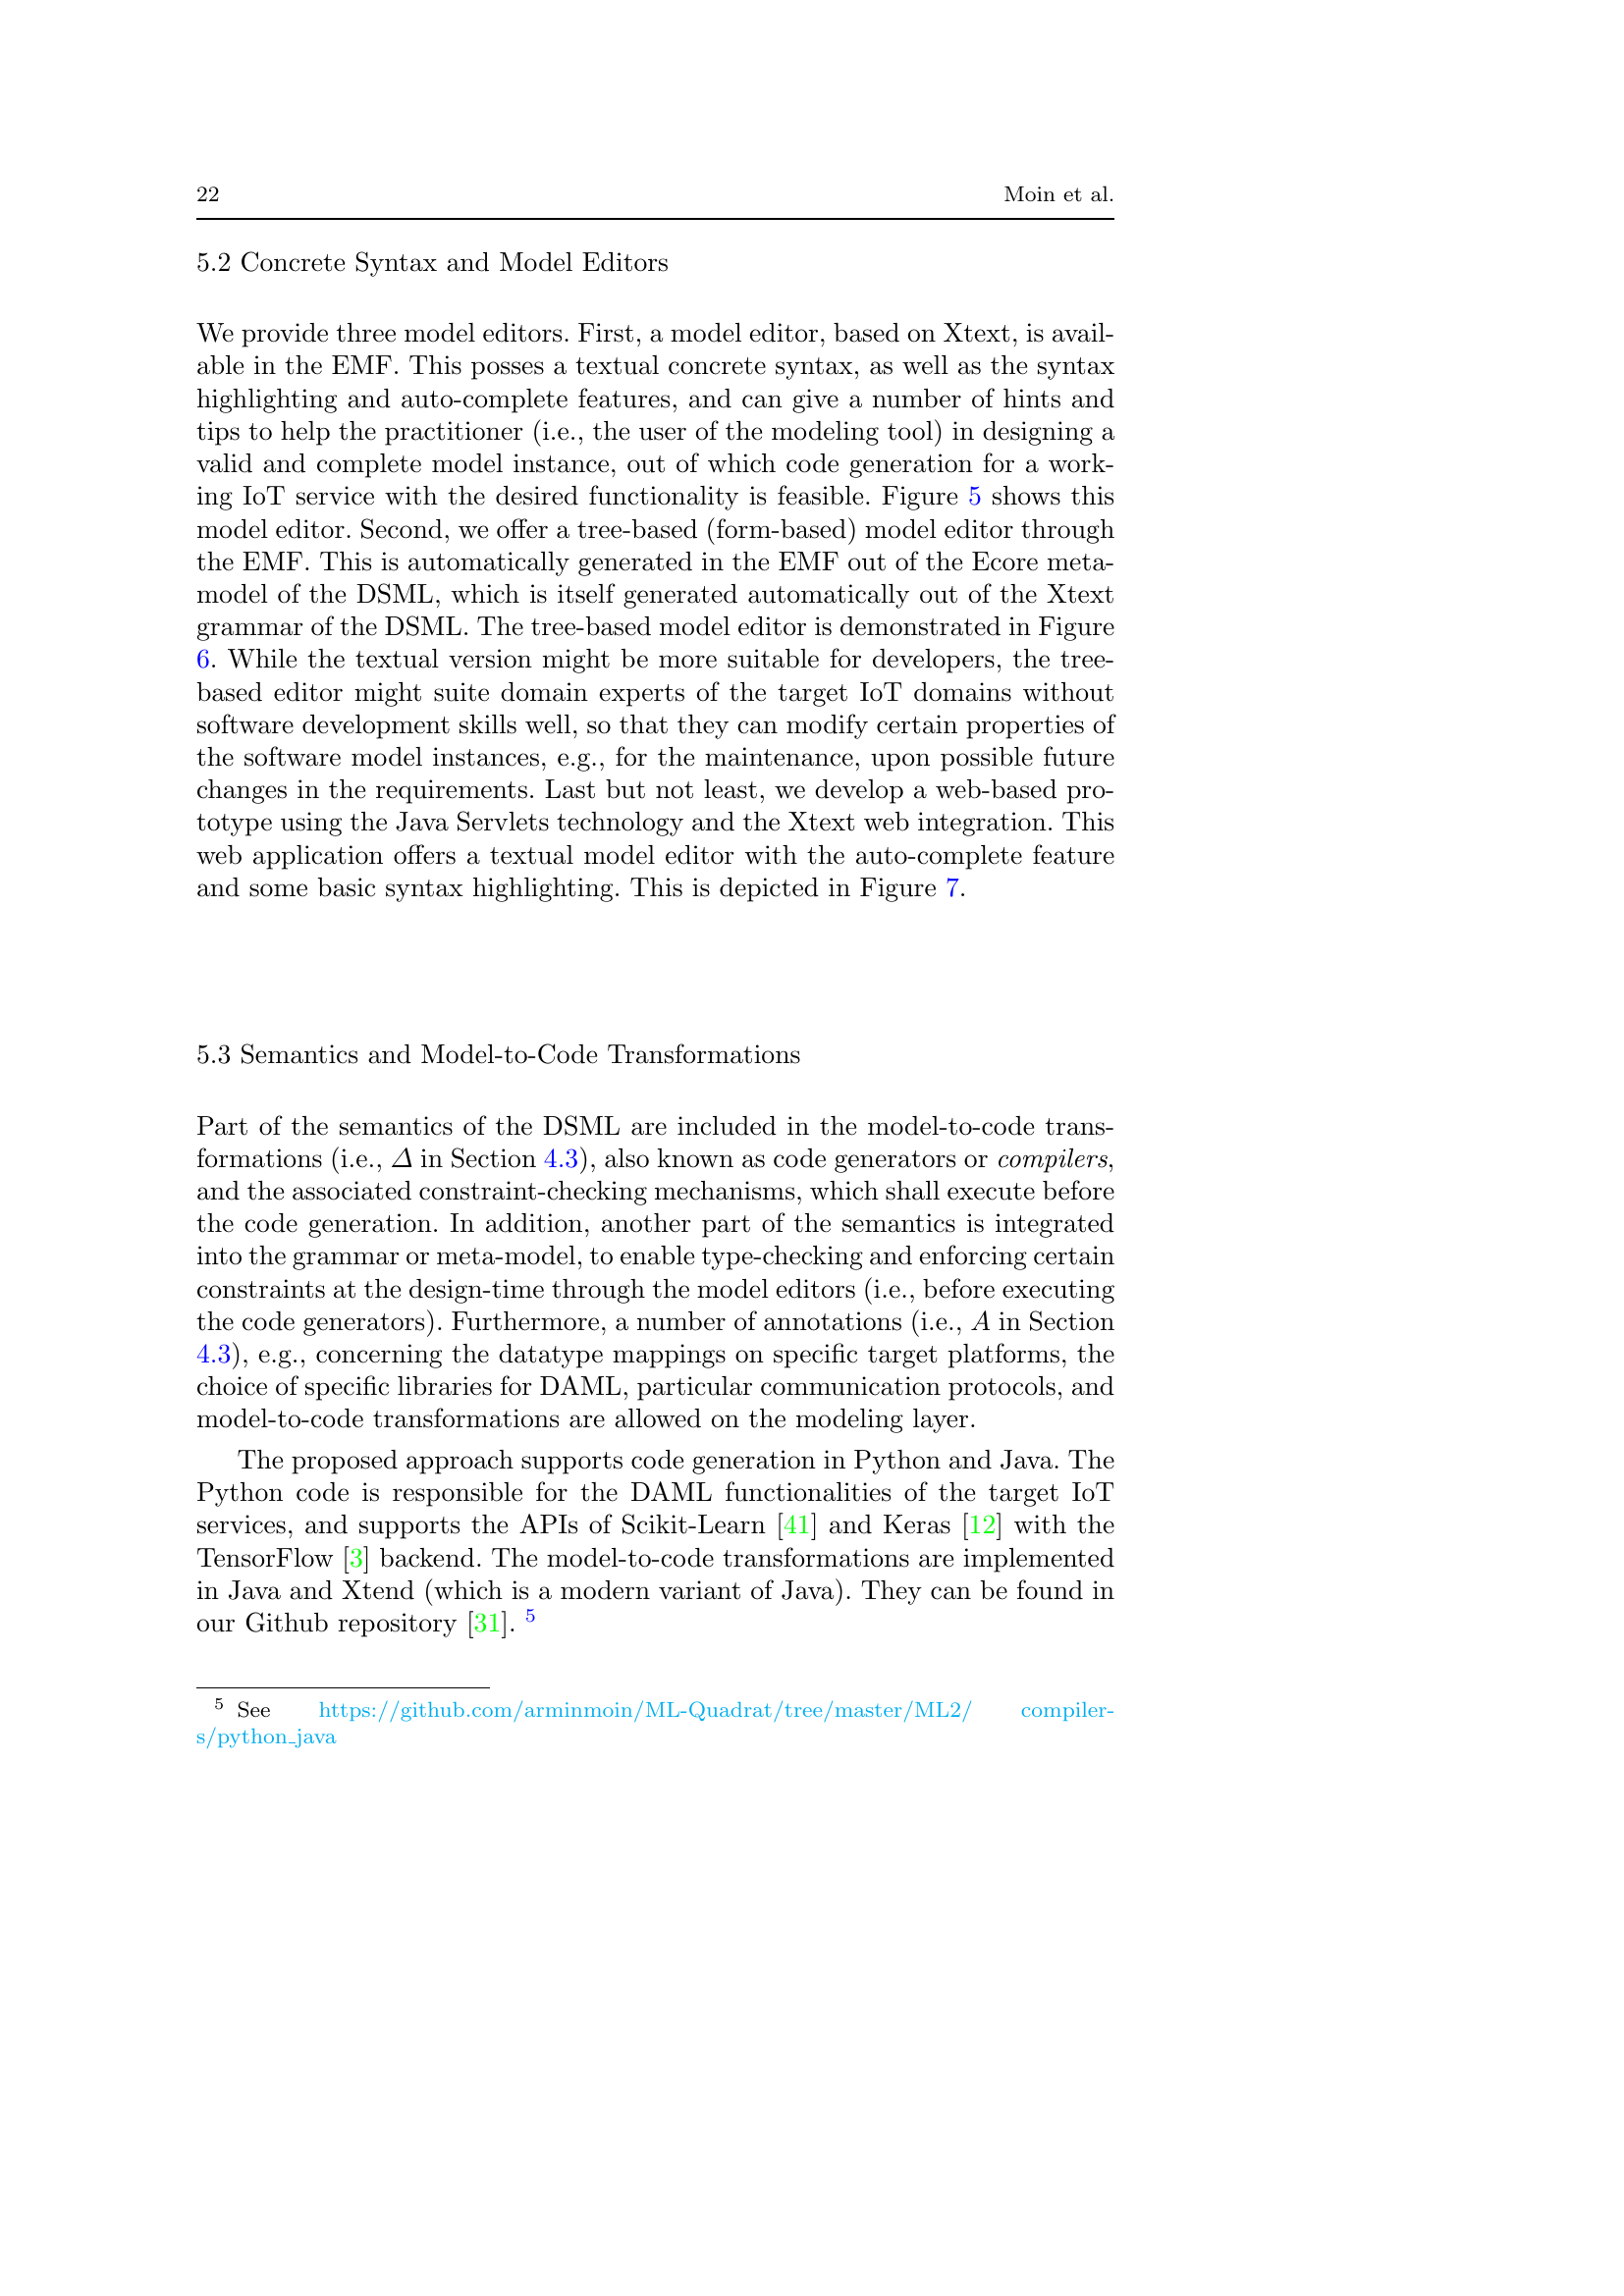 22
Moin et al.
5.2 Concrete Syntax and Model Editors
We provide three model editors. First, a model editor, based on Xtext, is avail-
able in the EMF. This posses a textual concrete syntax, as well as the syntax
highlighting and auto-complete features, and can give a number of hints and
tips to help the practitioner (i.e., the user of the modeling tool) in designing a
valid and complete model instance, out of which code generation for a work-
ing IoT service with the desired functionality is feasible. Figure 5 shows this
model editor. Second, we offer a tree-based (form-based) model editor through
the EMF. This is automatically generated in the EMF out of the Ecore meta-
model of the DSML, which is itself generated automatically out of the Xtext
grammar of the DSML. The tree-based model editor is demonstrated in Figure
6. While the textual version might be more suitable for developers, the tree-
based editor might suite domain experts of the target IoT domains without
software development skills well, so that they can modify certain properties of
the software model instances, e.g., for the maintenance, upon possible future
changes in the requirements. Last but not least, we develop a web-based pro-
totype using the Java Servlets technology and the Xtext web integration. This
web application offers a textual model editor with the auto-complete feature
and some basic syntax highlighting. This is depicted in Figure 7.
5.3 Semantics and Model-to-Code Transformations
Part of the semantics of the DSML are included in the model-to-code trans-
formations (i.e., Δ in Section 4.3), also known as code generators or compilers,
and the associated constraint-checking mechanisms, which shall execute before
the code generation. In addition, another part of the semantics is integrated
into the grammar or meta-model, to enable type-checking and enforcing certain
constraints at the design-time through the model editors (i.e., before executing
the code generators). Furthermore, a number of annotations (i.e., A in Section
4.3), e.g., concerning the datatype mappings on specific target platforms, the
choice of specific libraries for DAML, particular communication protocols, and
model-to-code transformations are allowed on the modeling layer.
The proposed approach supports code generation in Python and Java. The
Python code is responsible for the DAML functionalities of the target IoT
services, and supports the APIs of Scikit-Learn [41] and Keras [12] with the
TensorFlow [3] backend. The model-to-code transformations are implemented
in Java and Xtend (which is a modern variant of Java). They can be found in
our Github repository [31]. 5
5 See https://github.com/arminmoin/ML-Quadrat/tree/master/ML2/ compiler-
s/python_java